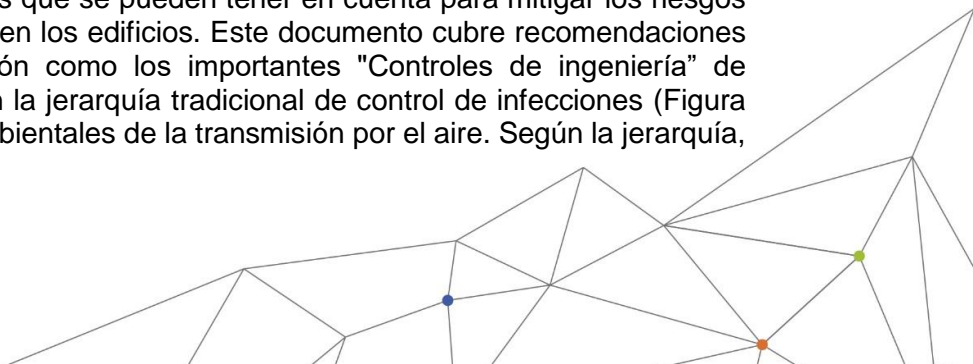 s que se pueden tener en cuenta para mitigar los riesgos
en los edificios. Este documento cubre recomendaciones
ón como los importantes "Controles de ingeniería” de
n la jerarquía tradicional de control de infecciones (Figura
bientales de la transmisión por el aire. Según la jerarquía,